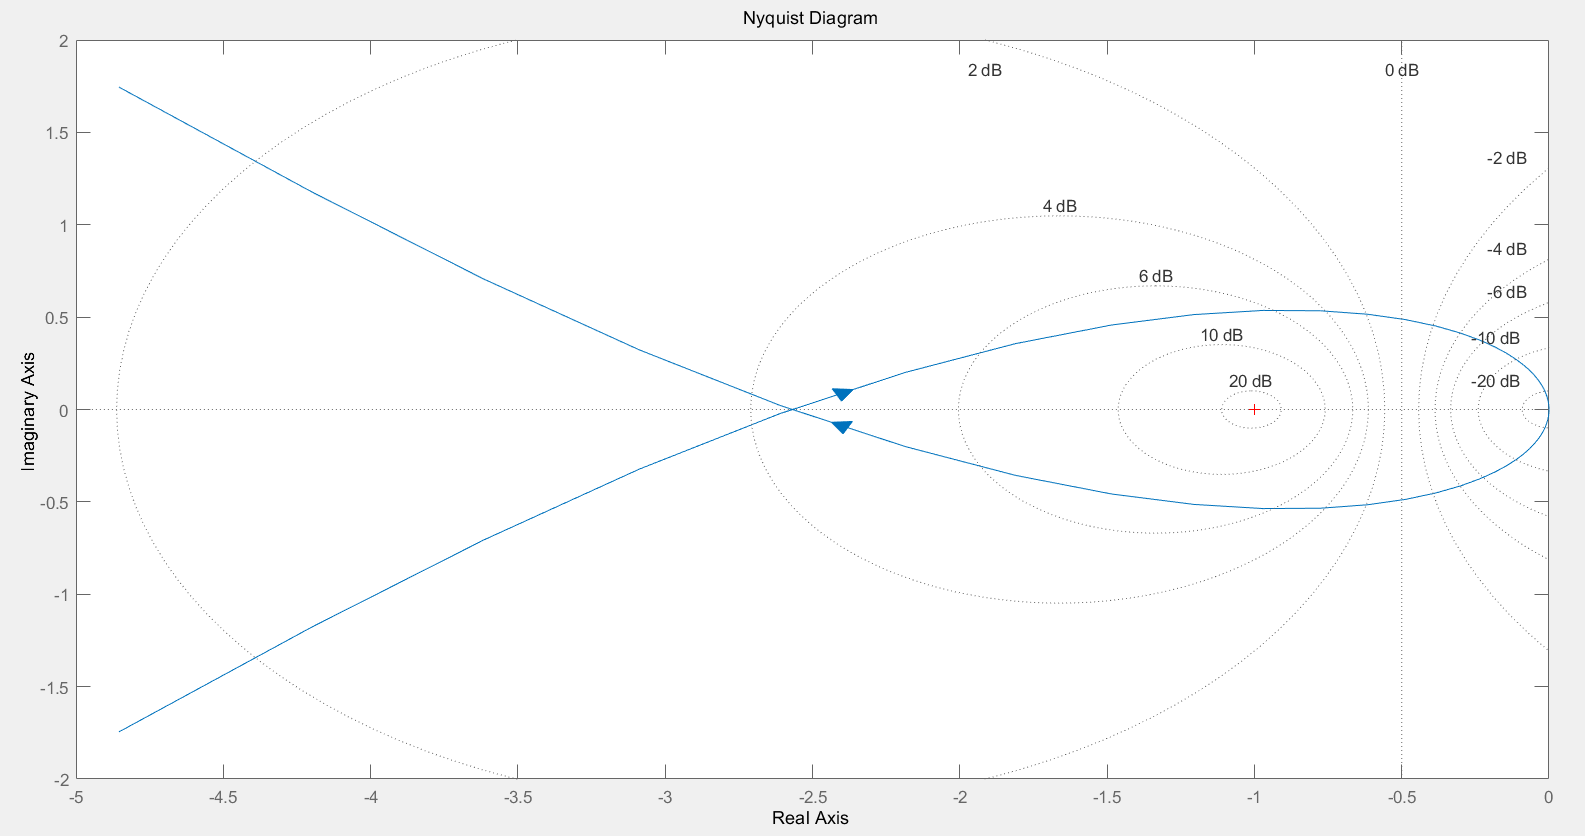 Nyquist Diagram
2
2 dB
0 dB
1.5
-2 dB
1
4 dB
-4 dB
6 dB
-6 dB
0.5
10 dB
-10 dB
20 dB
-20 dB
0
Imaginary Axis
-0.5
-1
-1.5
-2
-5 -4.5 -4 -3.5 -3 -2.5 -2 -1.5 -1 -0.5 0
Real Axis